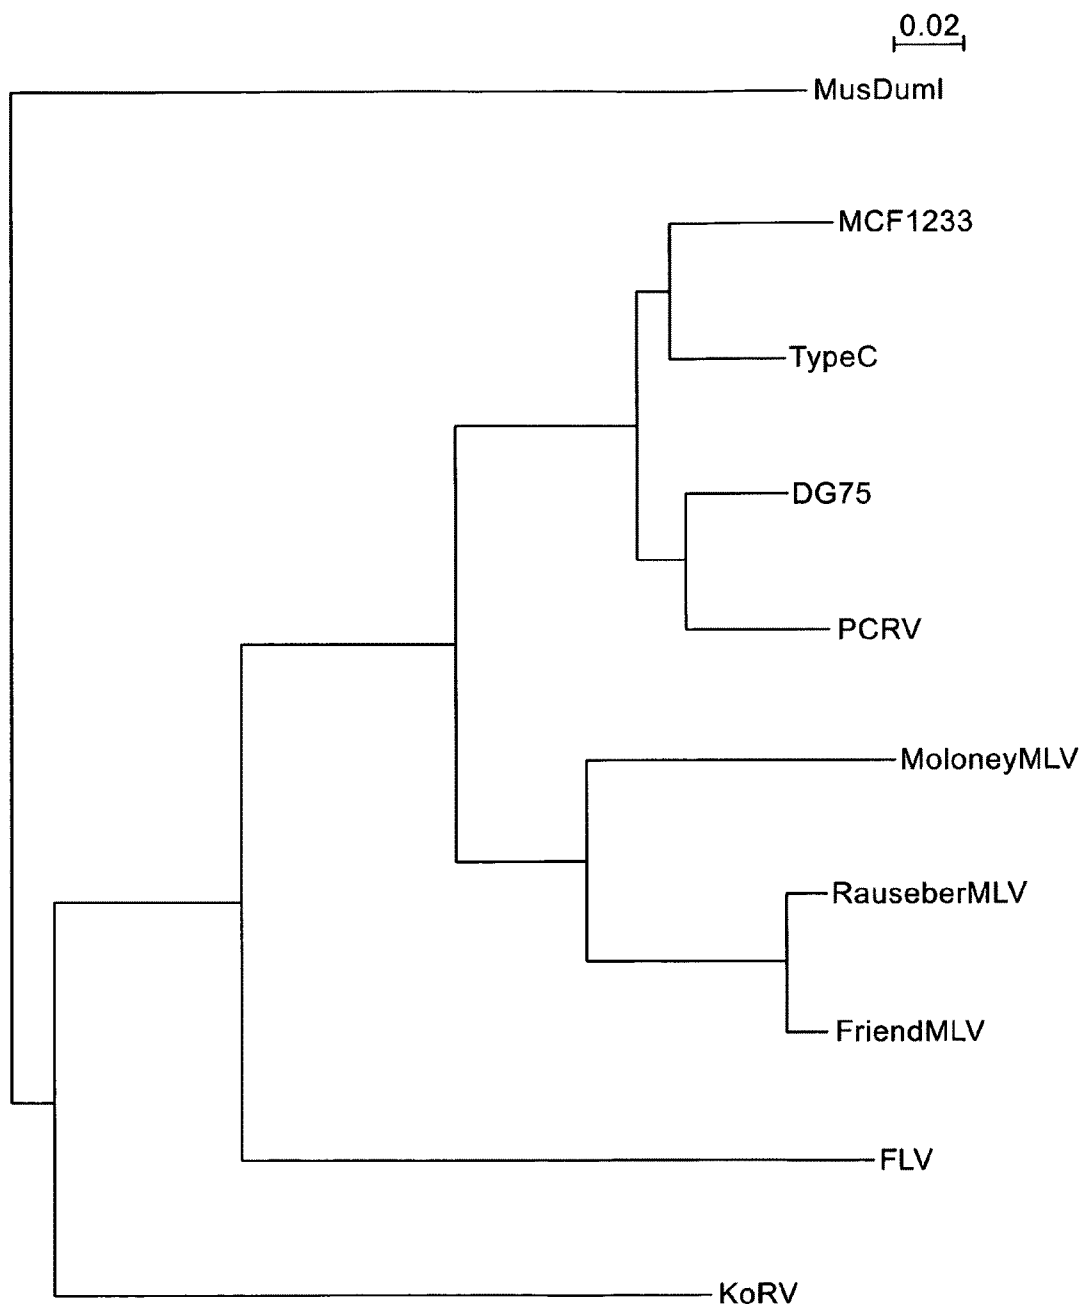 0.02
MusDumI
MCF1233
TypeC
DG75
PCRV
MoloneyMLV
RauseberMLV
FriendMLV
FLV
KoRV